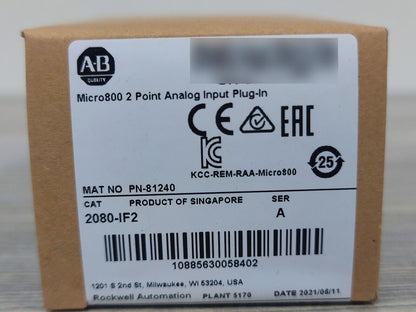 A-B
QUALITY
Micro800 2 Point Analog Input Plug-In
CE EAC
KCC-REM-RAA-Micro800
25
MAT NO PN-81240
CAT PRODUCT OF SINGAPORE SER
2080-IF2 A
10885630058402
1201 S 2nd St, Milwaukee, WI 53204, USA
Rockwell Automation PLANT 5170 DATE 2021/06/11